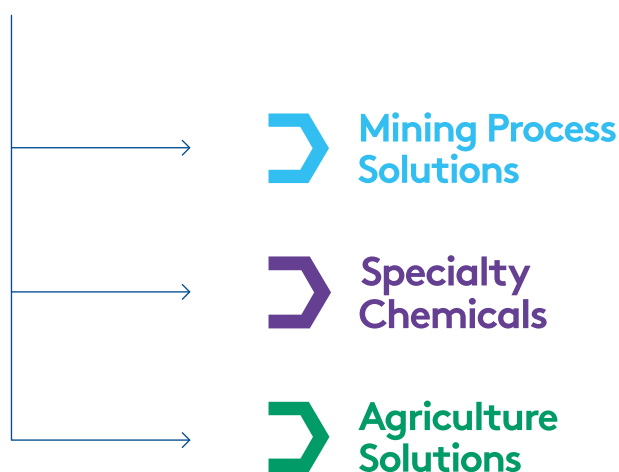 Mining Process
Solutions
Specialty
Chemicals
Agriculture
Solutions